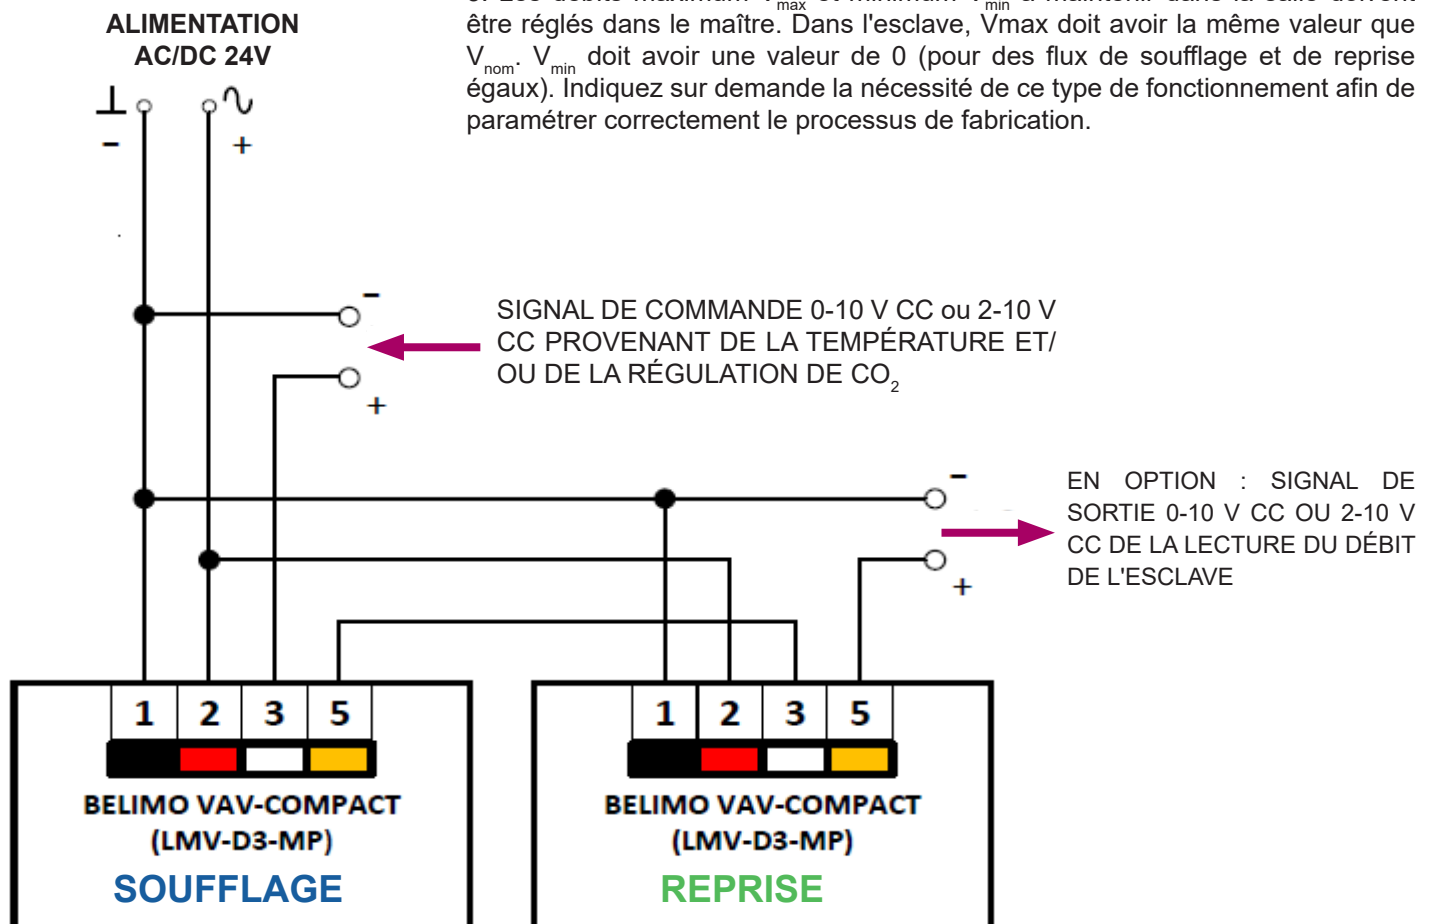 ALIMENTATION
AC/DC 24V
être réglés dans le maître. Dans l'esclave, Vmax doit avoir la même valeur que
Vnom. Vmin doit avoir une valeur de 0 (pour des flux de soufflage et de reprise
égaux). Indiquez sur demande la nécessité de ce type de fonctionnement afin de
paramétrer correctement le processus de fabrication.
-
+
-
SIGNAL DE COMMANDE 0-10 V CC ou 2-10 V
CC PROVENANT DE LA TEMPÉRATURE ET/
OU DE LA RÉGULATION DE CO2
+
-
EN OPTION : SIGNAL DE
SORTIE 0-10 V CC OU 2-10 V
CC DE LA LECTURE DU DÉBIT
DE L'ESCLAVE
+
1 2 3 5
BELIMO VAV-COMPACT
(LMV-D3-MP)
SOUFFLAGE
1 2 3 5
BELIMO VAV-COMPACT
(LMV-D3-MP)
REPRISE